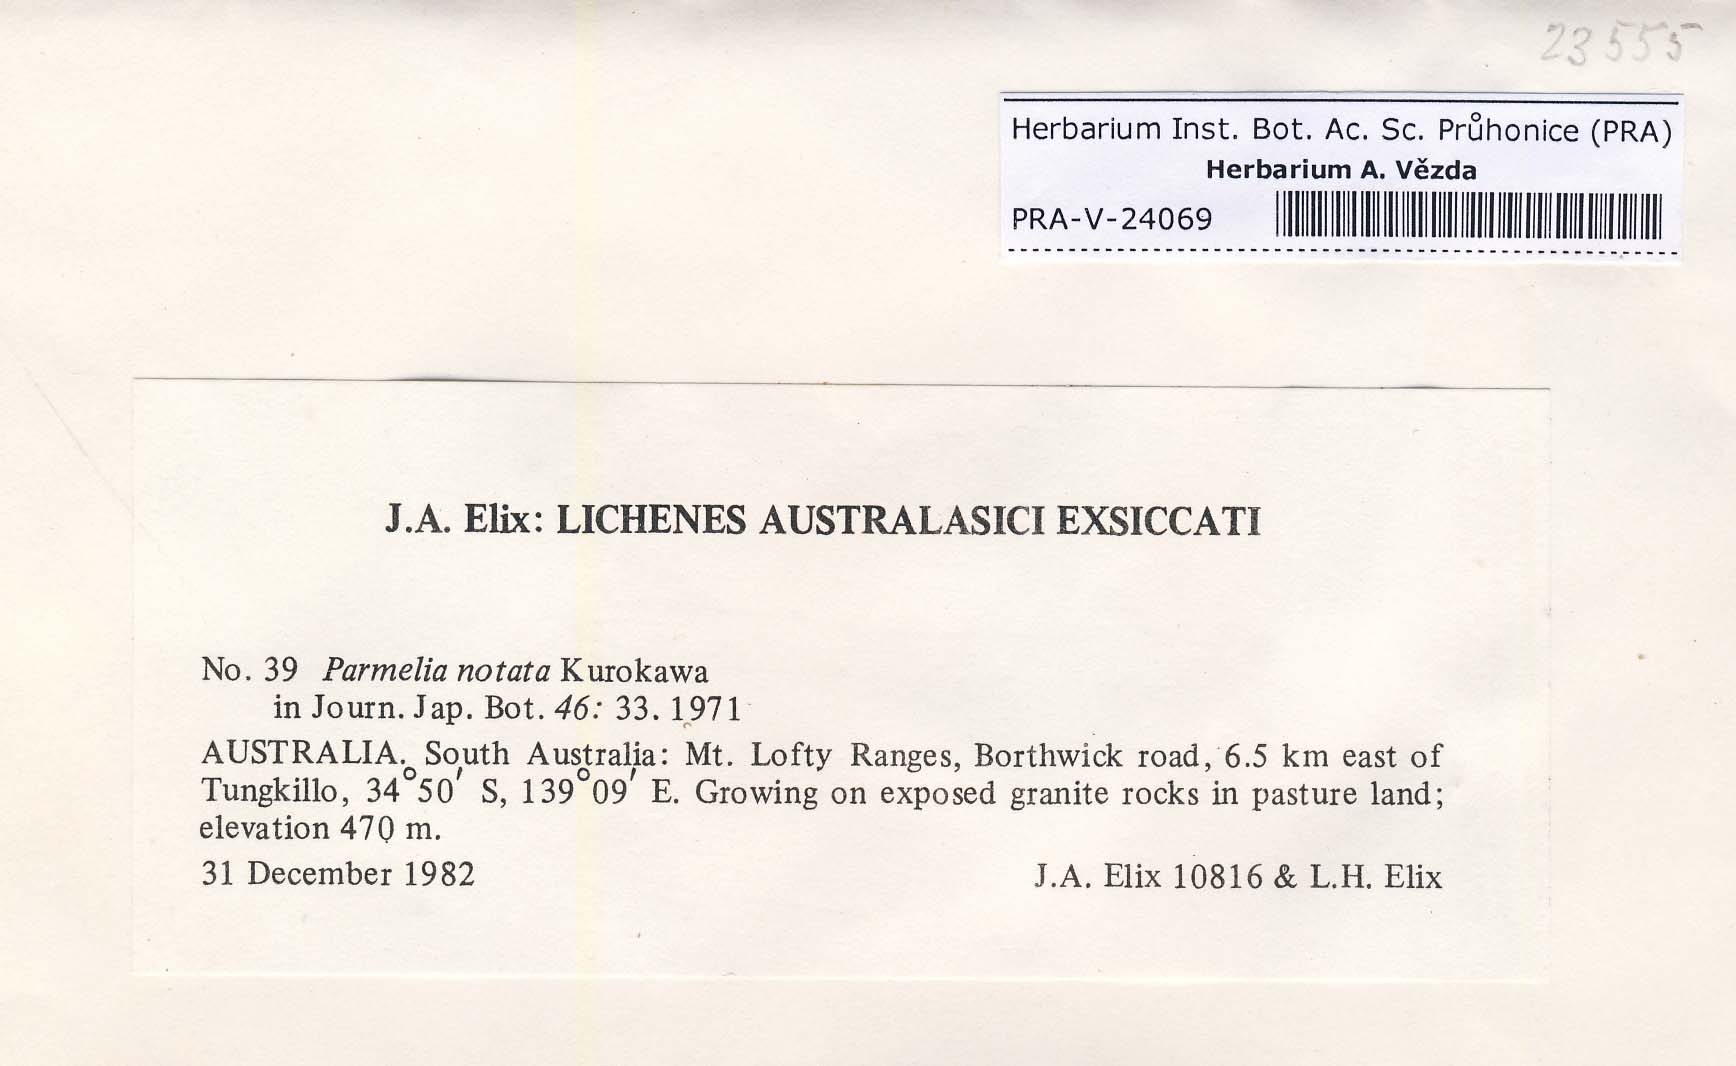 23555
Herbarium Inst. Bot. Ac. Sc. Průhonice (PRA)
Herbarium A. Vězda
PRA-V-24069
J.A. Elix: LICHENES AUSTRALASICI EXSICCATI
No. 39 Parmelia notata Kurokawa
in Journ. Jap. Bot. 46: 33. 1971
AUSTRALIA. South Australia: Mt. Lofty Ranges, Borthwick road, 6.5 km east of
Tungkillo, 34°50′ S, 139°09′ E. Growing on exposed granite rocks in pasture land;
elevation 470 m.
31 December 1982 J.A. Elix 10816 & L.H. Elix